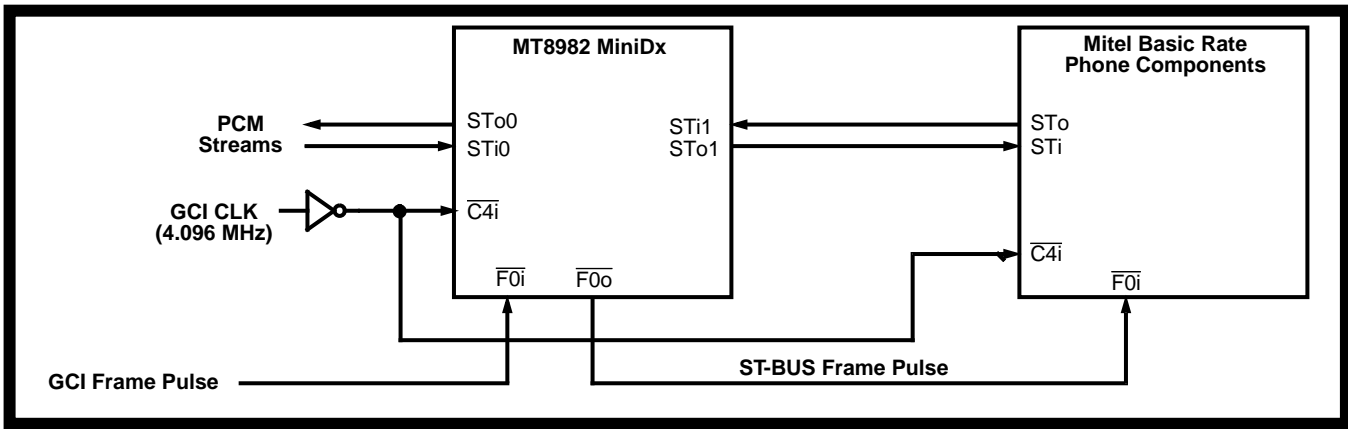 MT8982 MiniDx
Mitel Basic Rate
Phone Components
PCM
Streams
STo0
STi0
STi1
STo1
STo
STi
GCI CLK
(4.096 MHz)
C4i
C4i
F0i
F0o
F0i
GCI Frame Pulse
ST-BUS Frame Pulse